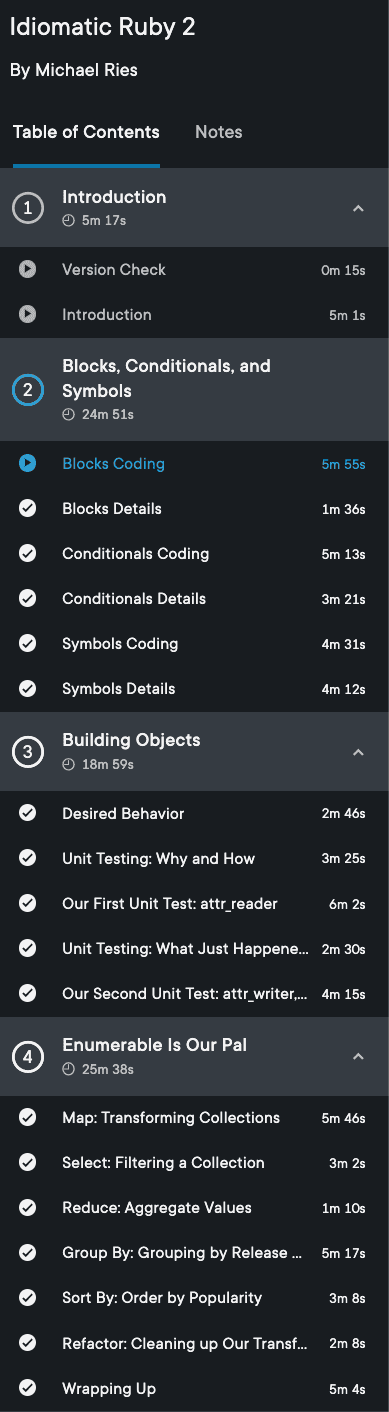 Idiomatic Ruby 2
By Michael Ries
Table of Contents Notes
1 Introduction
5m 17s
Version Check 0m 15s
Introduction 5m 1s
Blocks, Conditionals, and
2 Symbols
24m 51s
Blocks Coding 5m 55s
Blocks Details 1m 36s
Conditionals Coding 5m 13s
Conditionals Details 3m 21s
Symbols Coding 4m 31s
Symbols Details 4m 12s
3 Building Objects
18m 59s
Desired Behavior 2m 46s
Unit Testing: Why and How 3m 25s
Our First Unit Test: attr_reader 6m 2s
Unit Testing: What Just Happene... 2m 30s
Our Second Unit Test: attr_writer,... 4m 15s
4 Enumerable Is Our Pal
25m 38s
Map: Transforming Collections 5m 46s
Select: Filtering a Collection 3m 2s
Reduce: Aggregate Values 1m 10s
Group By: Grouping by Release ... 5m 17s
Sort By: Order by Popularity 3m 8s
Refactor: Cleaning up Our Transf... 2m 8s
Wrapping Up 5m 4s